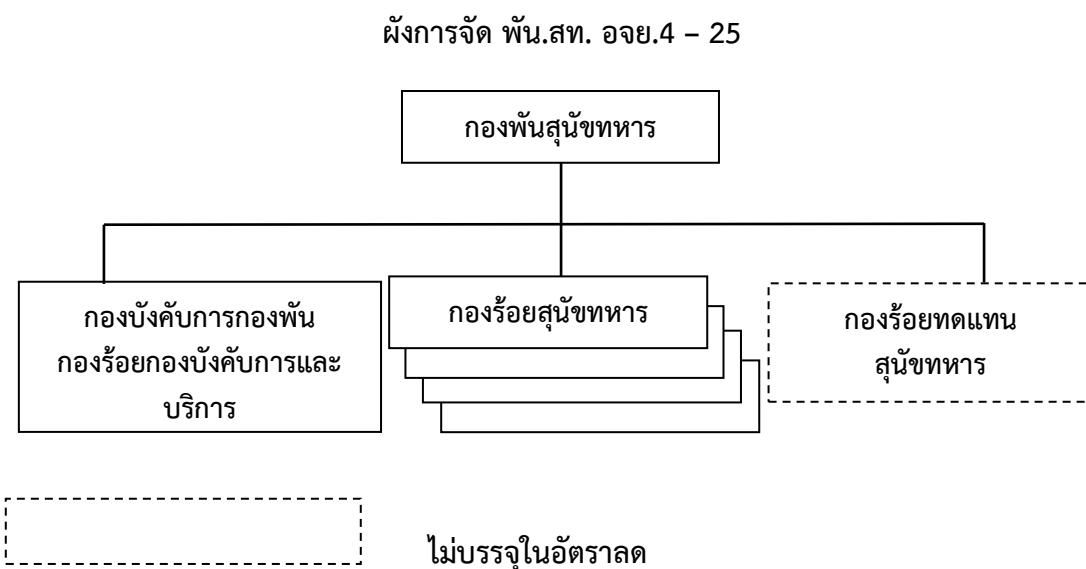 ผังการจัด พัน.สท. อจย.4 – 25
กองพันสุนัขทหาร
กองบังคับการกองพัน
กองร้อยกองบังคับการและ
บริการ
กองร้อยสุนัขทหาร
กองร้อยทดแทน
สุนัขทหาร
ไม่บรรจุในอัตราลด